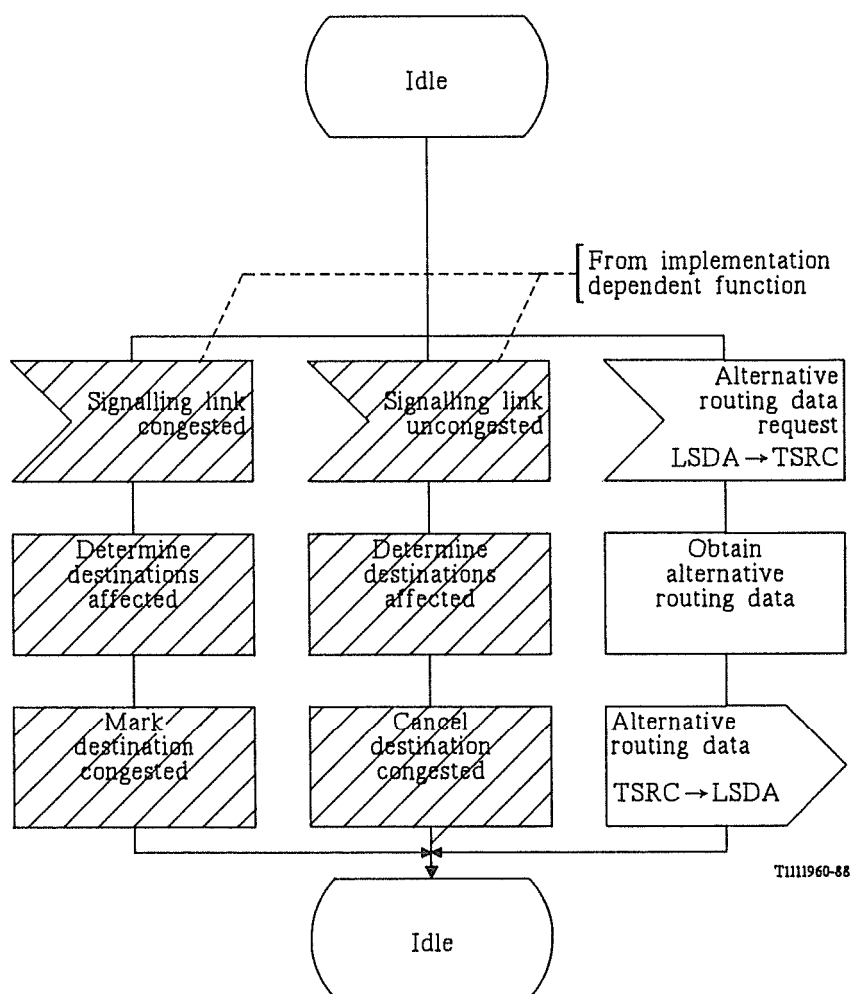 Idle
From implementation
dependent function
Signalling link
congested
Signalling link
uncongested
Alternative
routing data
request
LSDA → TSRC
Determine
destinations
affected
Determine
destinations
affected
Obtain
alternative
routing data
Mark
destination
congested
Cancel
destination
congested
Alternative
routing data
TSRC → LSDA
T1111960-88
Idle